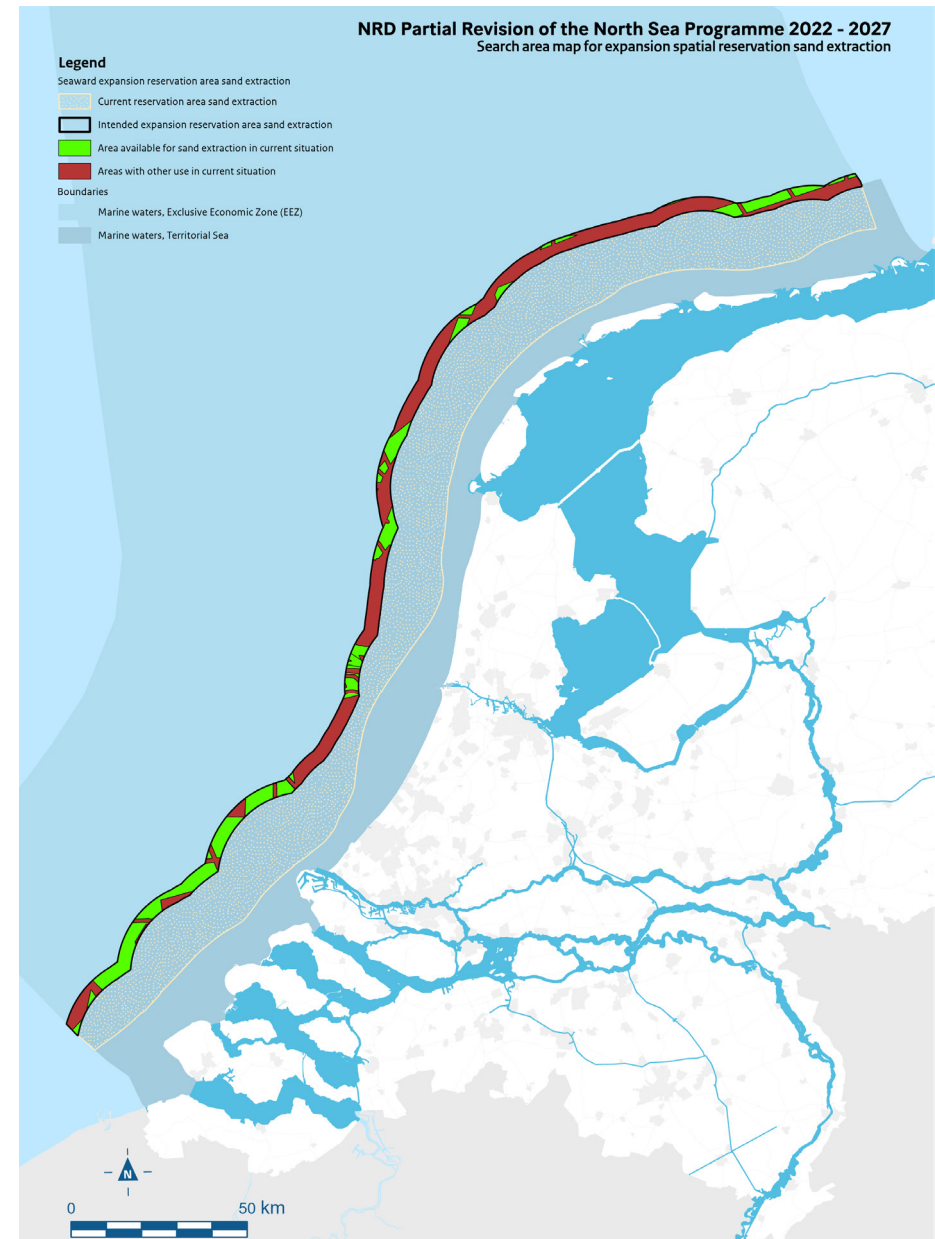 NRD Partial Revision of the North Sea Programme 2022 - 2027
Search area map for expansion spatial reservation sand extraction
Legend
Seaward expansion reservation area sand extraction
Current reservation area sand extraction
Intended expansion reservation area sand extraction
Area available for sand extraction in current situation
Areas with other use in current situation
Boundaries
Marine waters, Exclusive Economic Zone (EEZ)
Marine waters, Territorial Sea
N
0 50 km